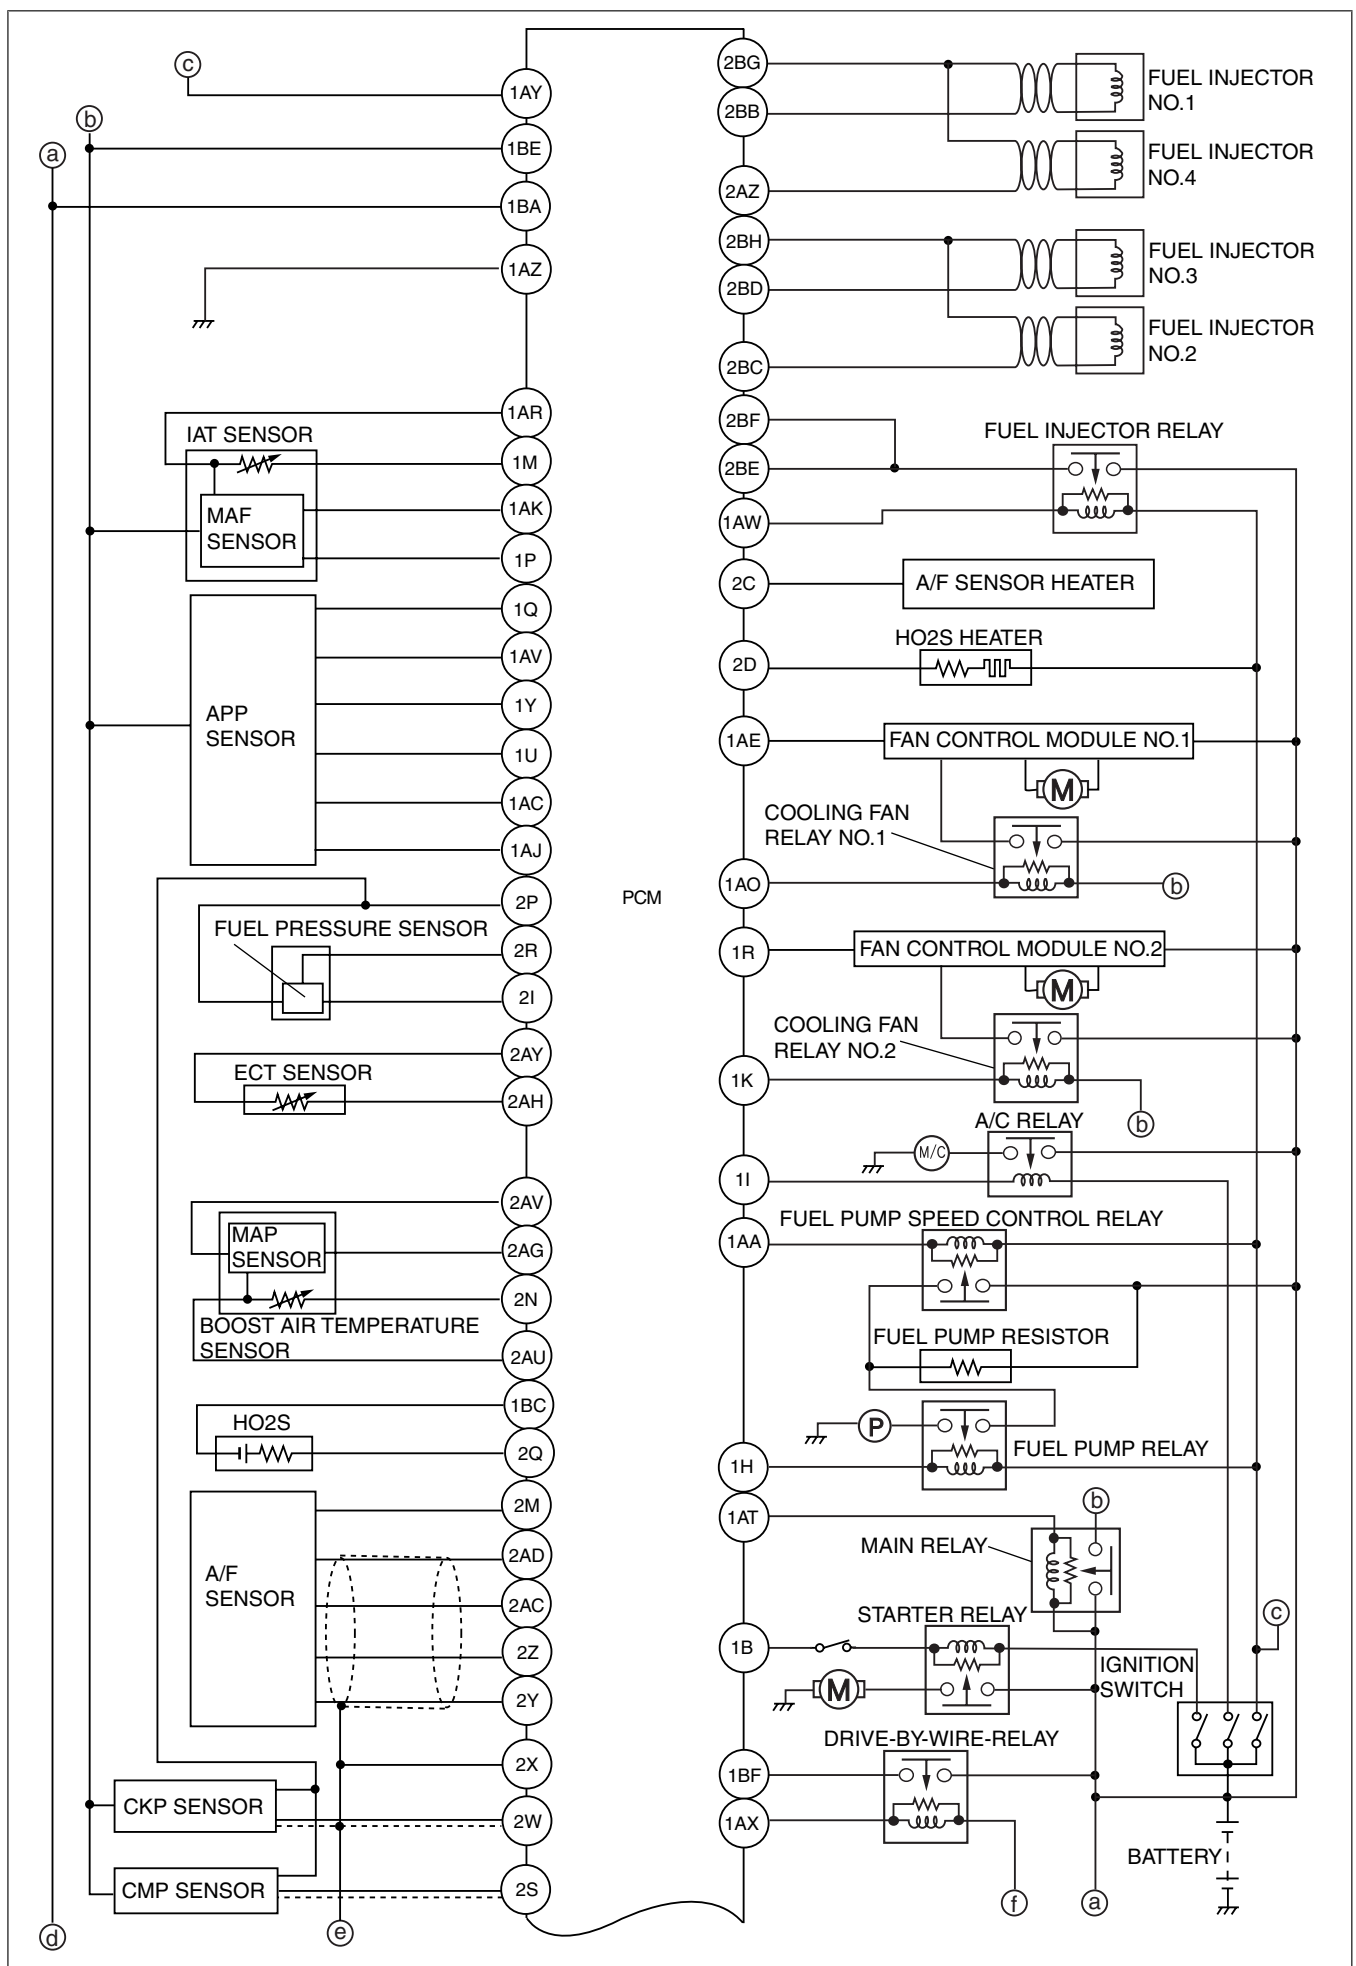 c
1AY
b
1BE
a
1BA
1AZ
1AR
IAT SENSOR
1M
MAF
SENSOR
1AK
1P
1Q
1AV
1Y
APP
SENSOR
1U
1AC
1AJ
2P
FUEL PRESSURE SENSOR
2R
2I
2AY
ECT SENSOR
2AH
2AV
MAP
SENSOR
2AG
2N
BOOST AIR TEMPERATURE
SENSOR
2AU
1BC
HO2S
2Q
2M
2AD
A/F
SENSOR
2AC
2Z
2Y
2X
CKP SENSOR
2W
CMP SENSOR
2S
d
e
PCM
2BG
FUEL INJECTOR
NO.1
2BB
FUEL INJECTOR
NO.4
2AZ
2BH
FUEL INJECTOR
NO.3
2BD
FUEL INJECTOR
NO.2
2BC
2BF
FUEL INJECTOR RELAY
2BE
1AW
2C
A/F SENSOR HEATER
HO2S HEATER
2D
1AE
FAN CONTROL MODULE NO.1
M
COOLING FAN
RELAY NO.1
1AO
b
1R
FAN CONTROL MODULE NO.2
M
COOLING FAN
RELAY NO.2
1K
b
A/C RELAY
M/C
1I
FUEL PUMP SPEED CONTROL RELAY
1AA
FUEL PUMP RESISTOR
P
FUEL PUMP RELAY
1H
b
1AT
MAIN RELAY
c
STARTER RELAY
1B
IGNITION
SWITCH
M
DRIVE-BY-WIRE-RELAY
1BF
1AX
BATTERY
f
a